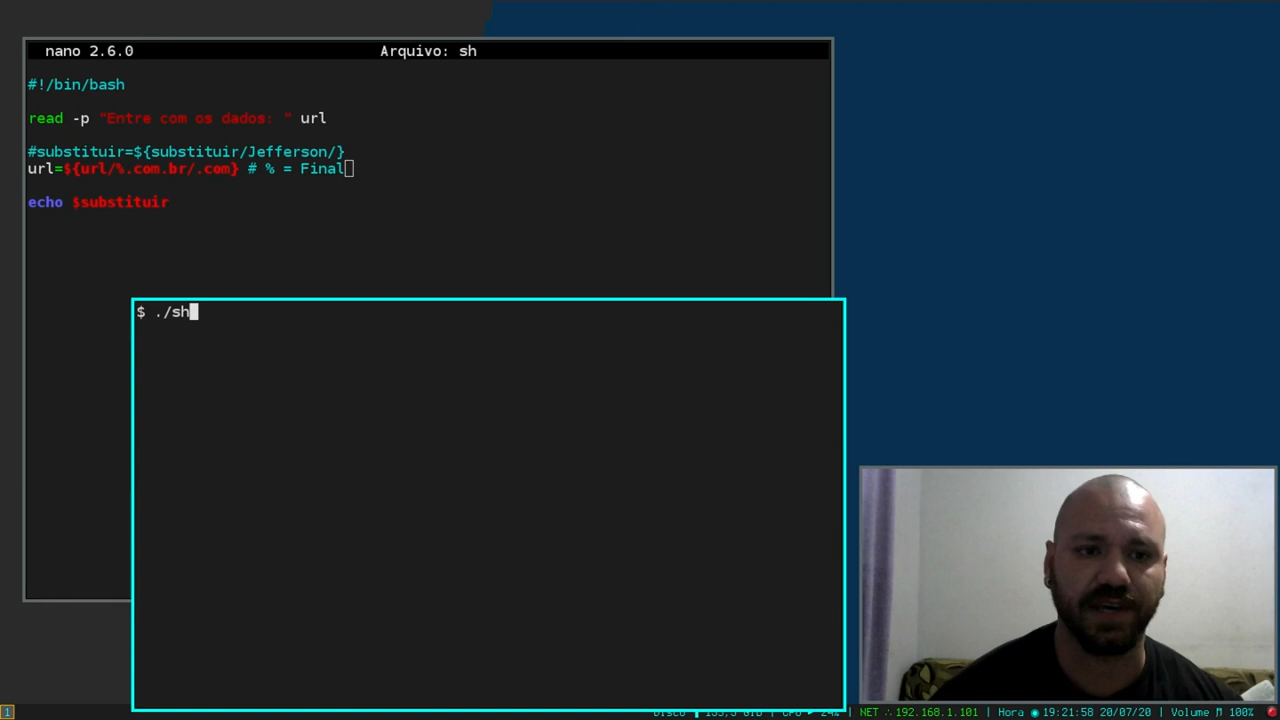 nano 2.6.0 Arquivo: sh
#!/bin/bash
read -p "Entre com os dados: " url
#substituir=${substituir/Jefferson/}
url=${url/%.com.br/.com} # % = Final
echo $substituir
$ ./sh
1 | NET ∴ 192.168.1.101 | Hora ◉ 19:21:58 20/07/20 | Volume 100%